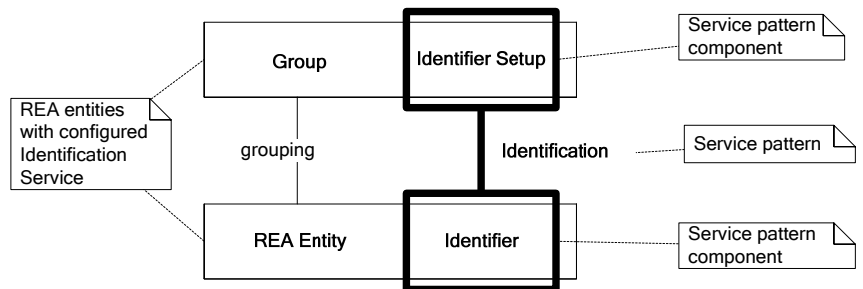 Group
Identifier Setup
Service pattern
component
REA entities
with configured
Identification
Service
grouping
Identification
Service pattern
REA Entity
Identifier
Service pattern
component